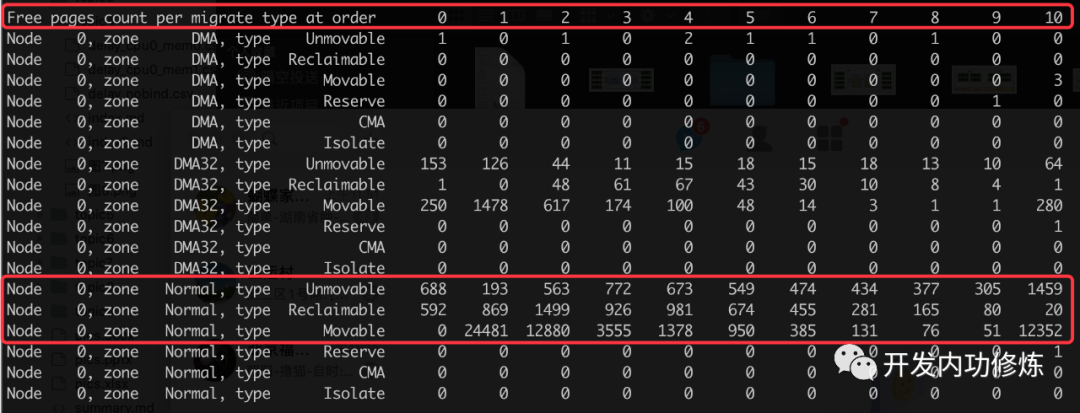 Free pages count per migrate type at order 0 1 2 3 4 5 6 7 8 9 10
Node 0, zone DMA, type Unmovable 1 0 1 0 2 1 1 0 1 0 0
Node 0, zone DMA, type Reclaimable 0 0 0 0 0 0 0 0 0 0 0
Node 0, zone DMA, type Movable 0 0 0 0 0 0 0 0 0 0 3
Node 0, zone DMA, type Reserve 0 0 0 0 0 0 0 0 0 1 0
Node 0, zone DMA, type CMA 0 0 0 0 0 0 0 0 0 0 0
Node 0, zone DMA, type Isolate 0 0 0 0 0 0 0 0 0 0 0
Node 0, zone DMA32, type Unmovable 153 126 44 11 15 18 15 18 13 10 64
Node 0, zone DMA32, type Reclaimable 1 0 48 61 67 43 30 10 8 4 1
Node 0, zone DMA32, type Movable 250 1478 617 174 100 48 14 3 1 1 280
Node 0, zone DMA32, type Reserve 0 0 0 0 0 0 0 0 0 0 1
Node 0, zone DMA32, type CMA 0 0 0 0 0 0 0 0 0 0 0
Node 0, zone DMA32, type Isolate 0 0 0 0 0 0 0 0 0 0 0
Node 0, zone Normal, type Unmovable 688 193 563 772 673 549 474 434 377 305 1459
Node 0, zone Normal, type Reclaimable 592 869 1499 926 981 674 455 281 165 80 20
Node 0, zone Normal, type Movable 0 24481 12880 3555 1378 950 385 131 76 51 12352
Node 0, zone Normal, type Reserve 0 0 0 0 0 0 0 0 0 0 1
Node 0, zone Normal, type CMA 0 0 0 0 0 0 0 0 0 0 0
Node 0, zone Normal, type Isolate 0 0 0 0 0 0 0 0 0 0 0
开发内功修炼
summary.md